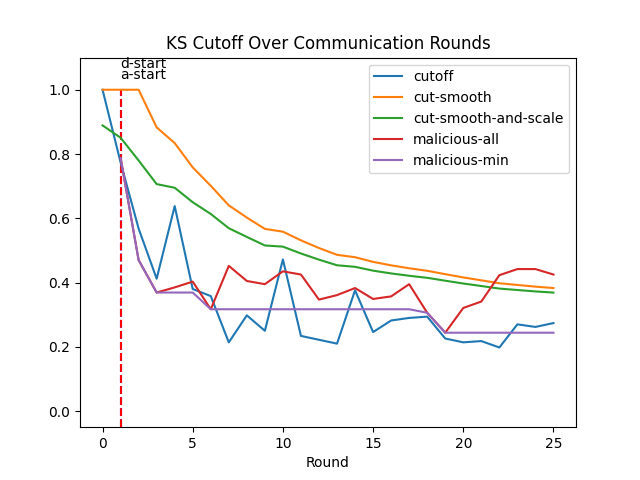 KS Cutoff Over Communication Rounds
d-start
a-start
cutoff
cut-smooth
cut-smooth-and-scale
malicious-all
malicious-min
1.0
0.8
0.6
0.4
0.2
0.0
0 5 10 15 20 25
Round